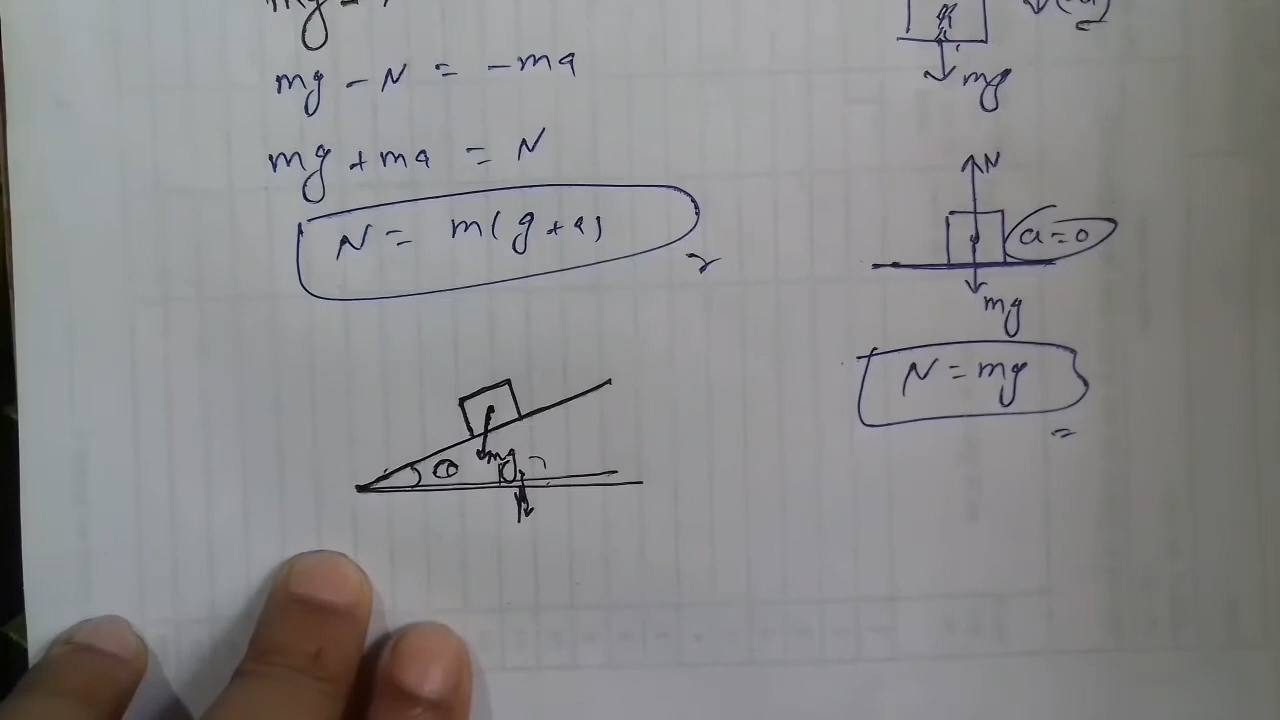 mg - N = -ma
mg + ma = N
N = m(g+a)
mg
N
a=0
mg
N = mg
θ
mg